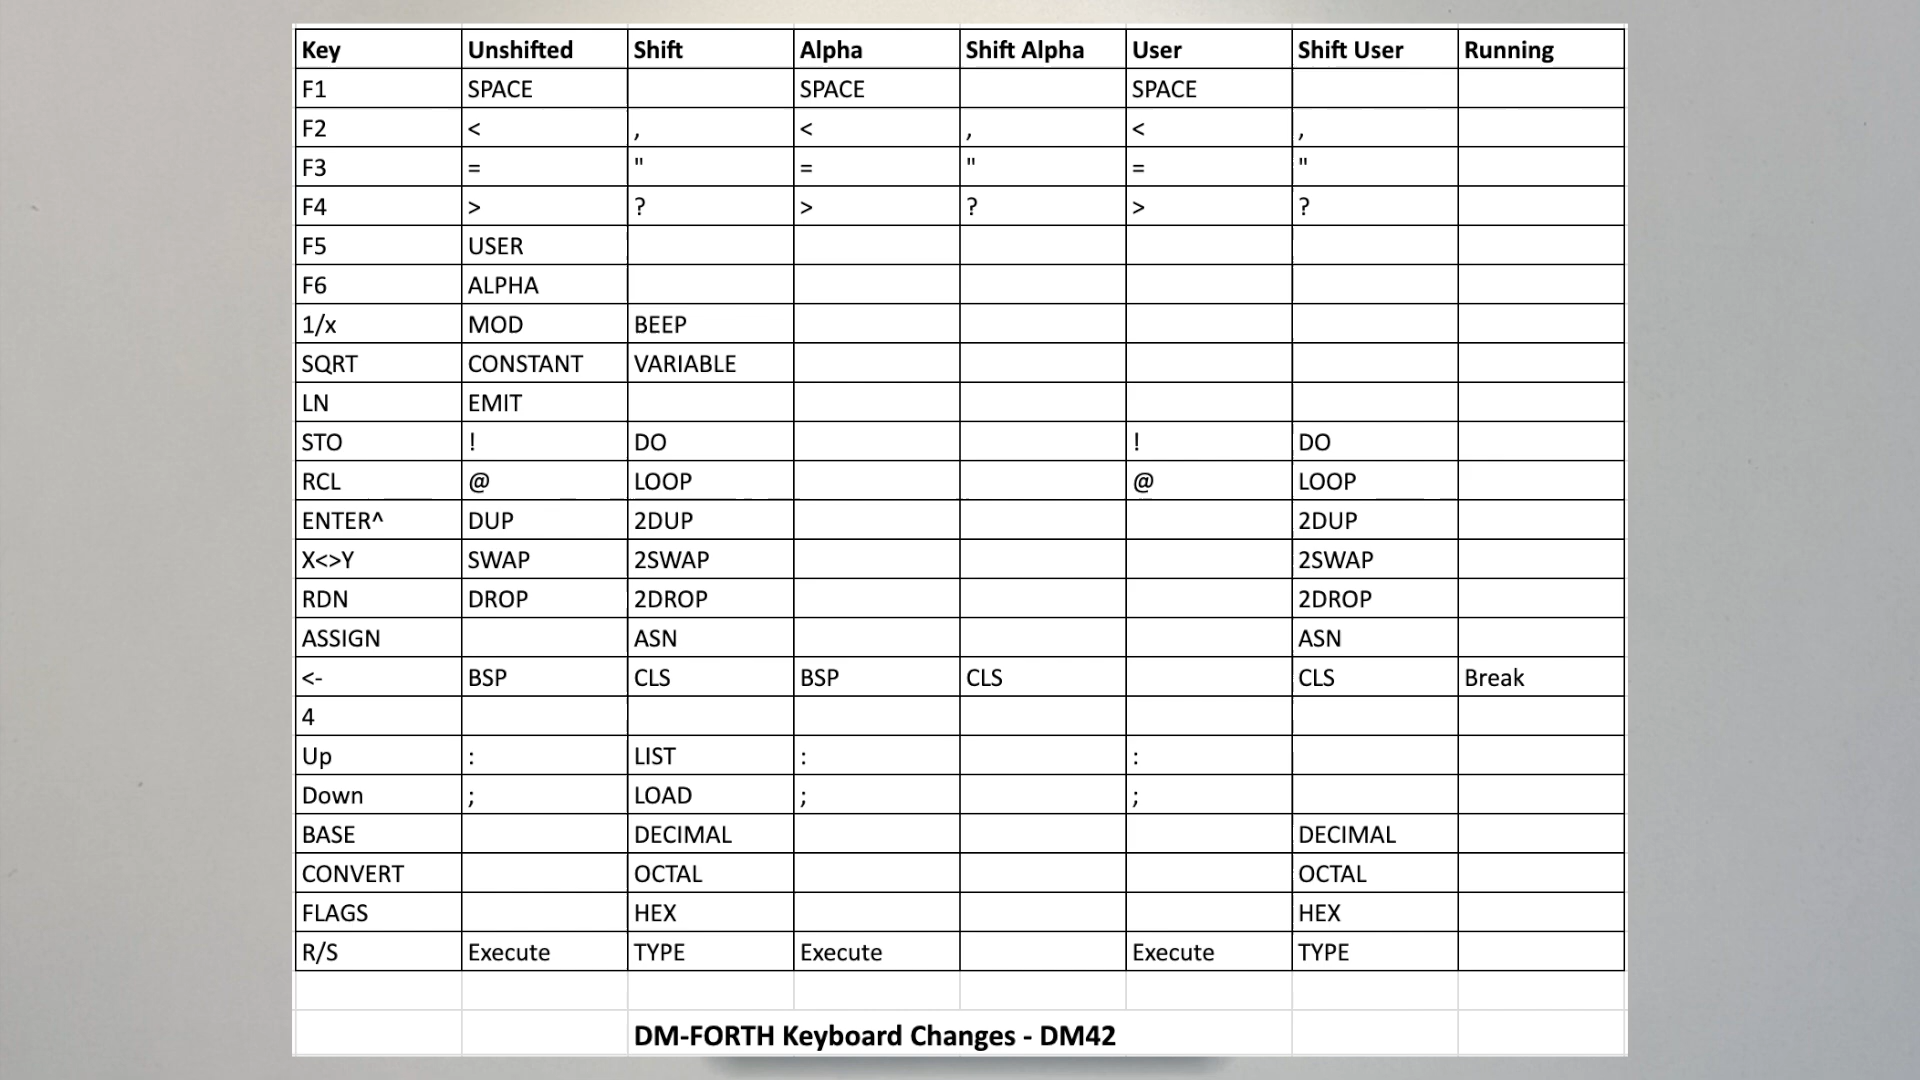 Key Unshifted Shift Alpha Shift Alpha User Shift User Running
F1 SPACE SPACE SPACE
F2 < , < , < ,
F3 = " = " = "
F4 > ? > ? > ?
F5 USER
F6 ALPHA
1/x MOD BEEP
SQRT CONSTANT VARIABLE
LN EMIT
STO ! DO ! DO
RCL @ LOOP @ LOOP
ENTER^ DUP 2DUP 2DUP
X<>Y SWAP 2SWAP 2SWAP
RDN DROP 2DROP 2DROP
ASSIGN ASN ASN
<- BSP CLS BSP CLS CLS Break
4
Up : LIST : :
Down ; LOAD ; ;
BASE DECIMAL DECIMAL
CONVERT OCTAL OCTAL
FLAGS HEX HEX
R/S Execute TYPE Execute Execute TYPE
DM-FORTH Keyboard Changes - DM42